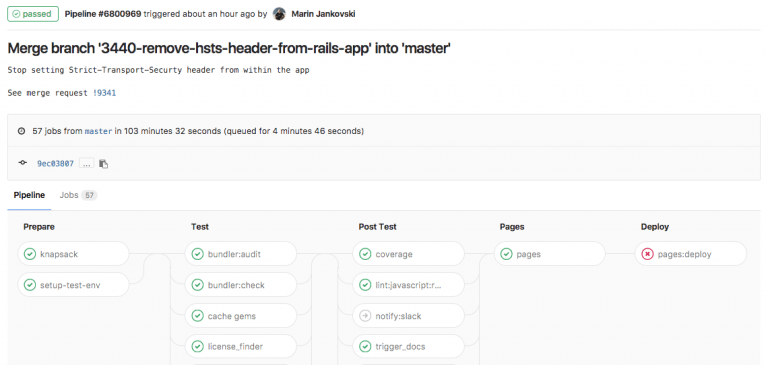 passed Pipeline #6800969 triggered about an hour ago by Marin Jankovski
Merge branch '3440-remove-hsts-header-from-rails-app' into 'master'
Stop setting Strict-Transport-Securty header from within the app
See merge request !9341
57 jobs from master in 103 minutes 32 seconds (queued for 4 minutes 46 seconds)
9ec03807 ...
Pipeline Jobs 57
Prepare Test Post Test Pages Deploy
knapsack bundler:audit coverage pages pages:deploy
setup-test-env bundler:check lint:javascript:r...
cache gems notify:slack
license_finder trigger_docs